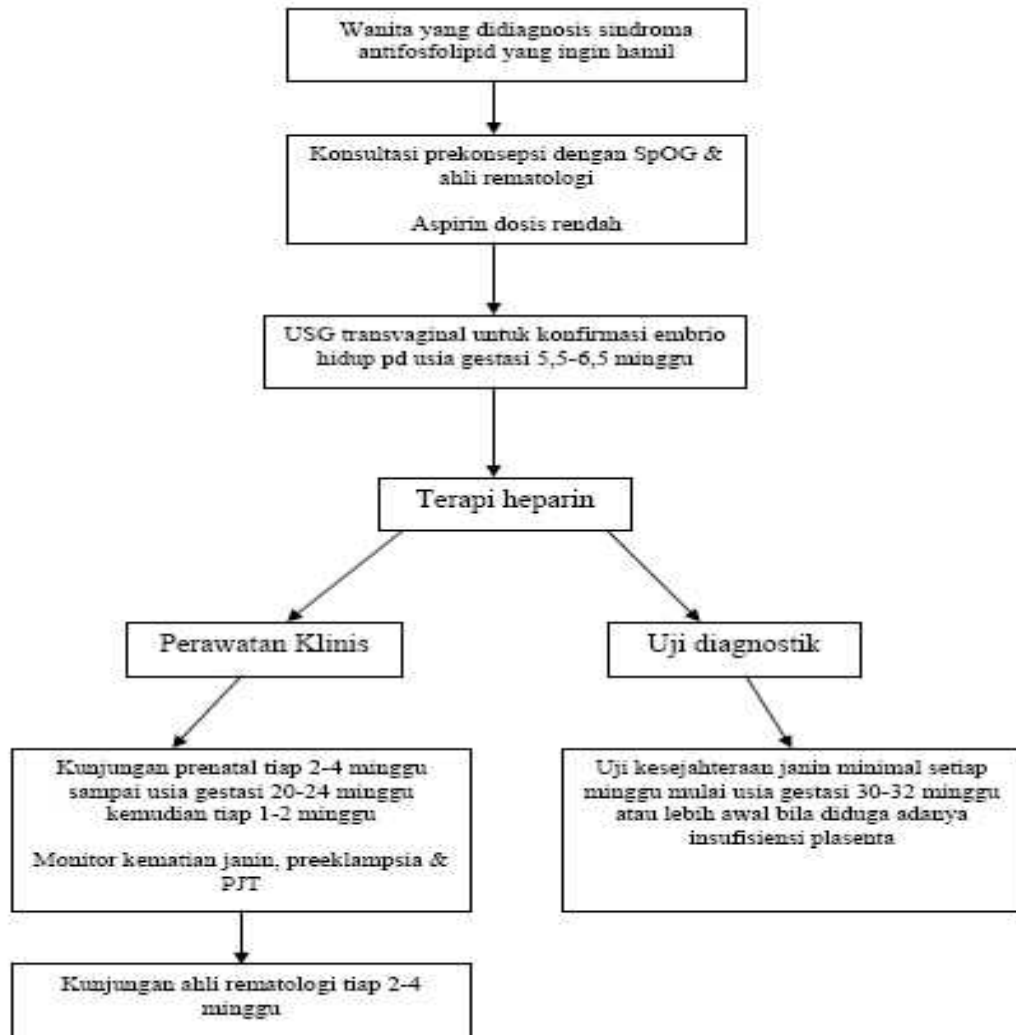 Wanita yang didiagnosis sindroma
antifosfolipid yang ingin hamil
Konsultasi prekonsepsi dengan SpOG &
ahli rematologi
Aspirin dosis rendah
USG transvaginal untuk konfirmasi embrio
hidup pd usia gestasi 5,5-6,5 minggu
Terapi heparin
Perawatan Klinis
Uji diagnostik
Kunjungan prenatal tiap 2-4 minggu
sampai usia gestasi 20-24 minggu
kemudian tiap 1-2 minggu
Monitor kematian janin, preeklampsia &
PJT
Uji kesejahteraan janin minimal setiap
minggu mulai usia gestasi 30-32 minggu
atau lebih awal bila diduga adanya
insufisiensi plasenta
Kunjungan ahli rematologi tiap 2-4
minggu